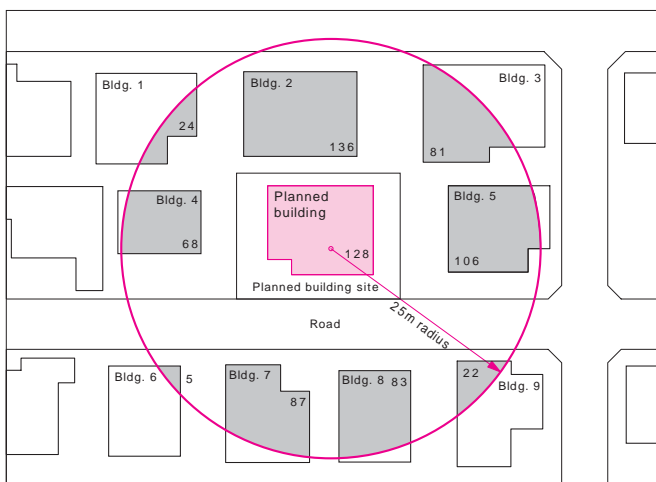 Bldg. 1
24
Bldg. 2
136
Bldg. 3
81
Bldg. 4
68
Planned
building
128
Planned building site
Bldg. 5
106
25m radius
Road
Bldg. 6
5
Bldg. 7
87
Bldg. 8 83
22
Bldg. 9